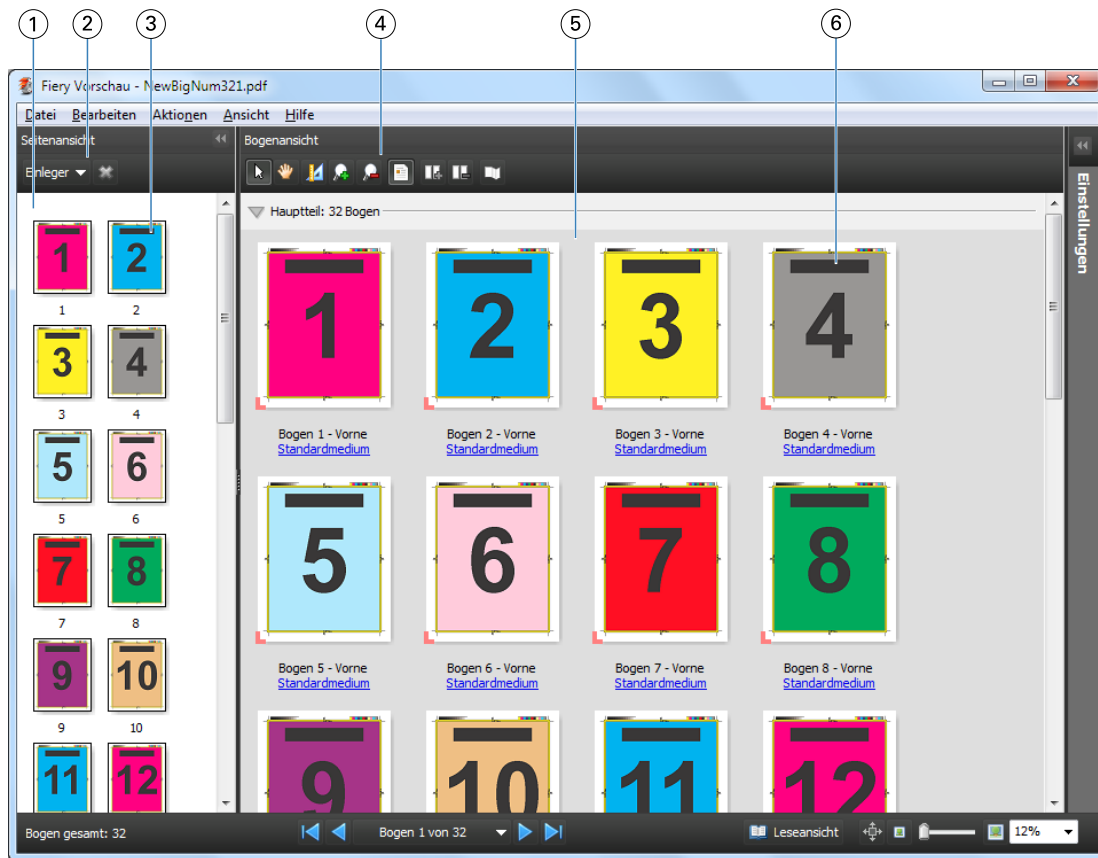 1 2 3 4 5 6
Fiery Vorschau - NewBigNum321.pdf
Datei Bearbeiten Aktionen Ansicht Hilfe
Seitenansicht
Einleger
1 2
1 2
3 4
3 4
5 6
5 6
7 8
7 8
9 10
9 10
11 12
Bogenansicht
Hauptteil: 32 Bogen
1 2 3 4
Bogen 1 - Vorne Bogen 2 - Vorne Bogen 3 - Vorne Bogen 4 - Vorne
Standardmedium Standardmedium Standardmedium Standardmedium
5 6 7 8
Bogen 5 - Vorne Bogen 6 - Vorne Bogen 7 - Vorne Bogen 8 - Vorne
Standardmedium Standardmedium Standardmedium Standardmedium
9 10 11 12
Einstellungen
Bogen gesamt: 32
Bogen 1 von 32
Leseansicht
12%